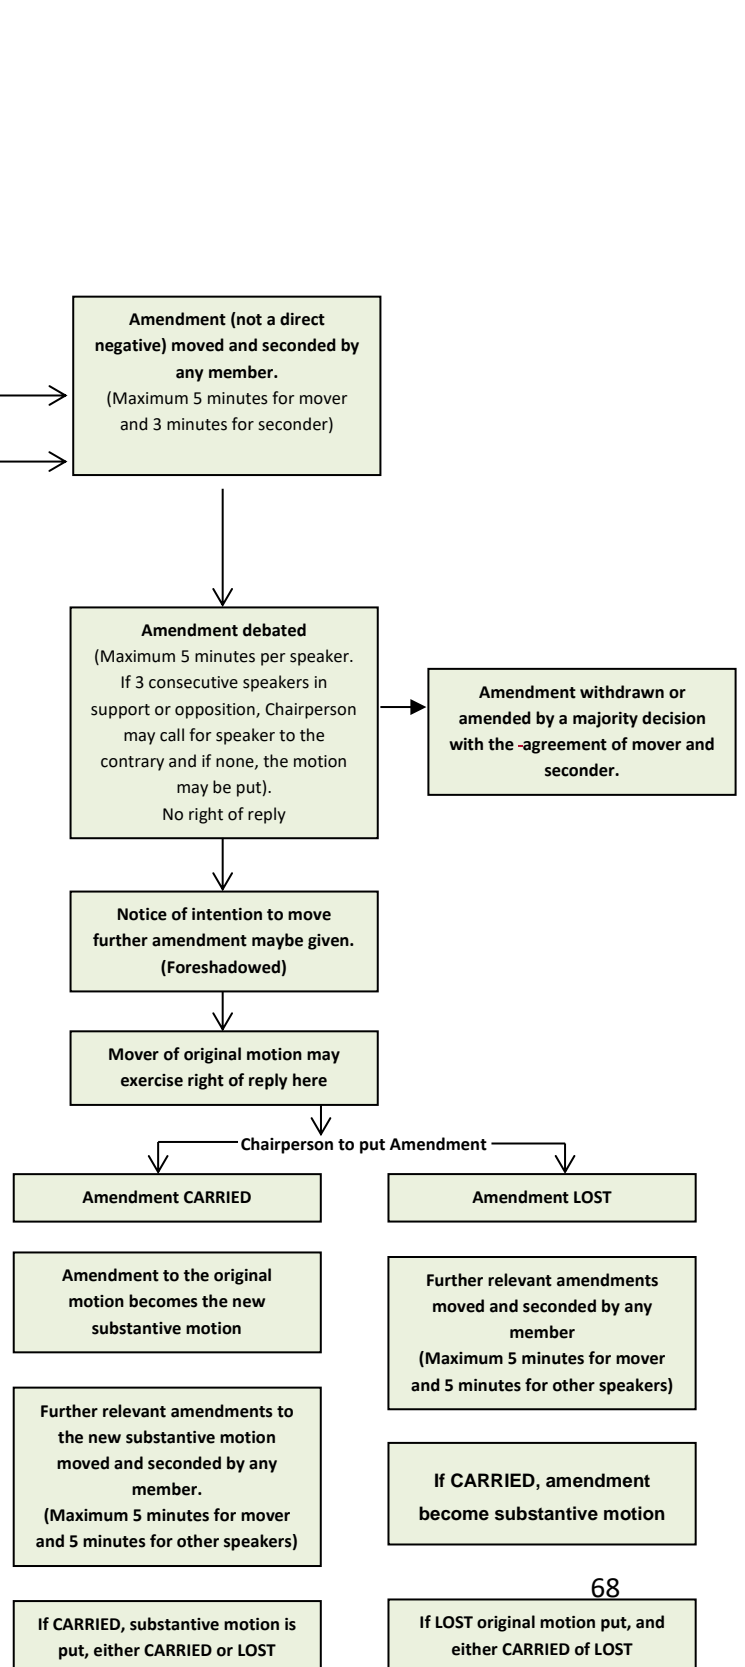 Amendment (not a direct
negative) moved and seconded by
any member.
(Maximum 5 minutes for mover
and 3 minutes for seconder)
Amendment debated
(Maximum 5 minutes per speaker.
If 3 consecutive speakers in
support or opposition, Chairperson
may call for speaker to the
contrary and if none, the motion
may be put).
No right of reply
Amendment withdrawn or
amended by a majority decision
with the -agreement of mover and
seconder.
Notice of intention to move
further amendment maybe given.
(Foreshadowed)
Mover of original motion may
exercise right of reply here
Chairperson to put Amendment
Amendment CARRIED
Amendment to the original
motion becomes the new
substantive motion
Further relevant amendments to
the new substantive motion
moved and seconded by any
member.
(Maximum 5 minutes for mover
and 5 minutes for other speakers)
If CARRIED, substantive motion is
put, either CARRIED or LOST
Amendment LOST
Further relevant amendments
moved and seconded by any
member
(Maximum 5 minutes for mover
and 5 minutes for other speakers)
If CARRIED, amendment
become substantive motion
If LOST original motion put, and
either CARRIED of LOST
68